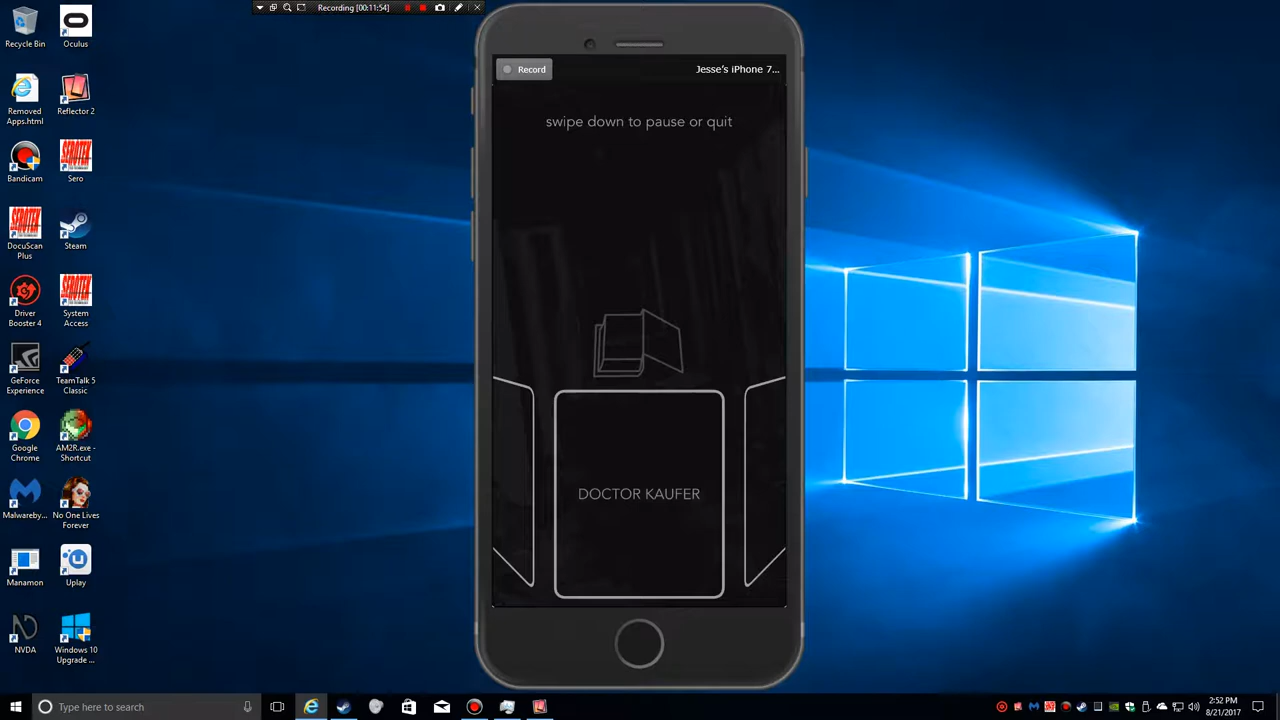 Recording [00:11:54]
Recycle Bin
Oculus
Removed Apps.html
Reflector 2
Bandicam
SEROTEK
Sero
SEROTEK
DocuScan Plus
Steam
Driver Booster 4
SEROTEK
System Access
GeForce Experience
TeamTalk 5 Classic
Google Chrome
AM2R.exe - Shortcut
Malwareby...
No One Lives Forever
Manamon
Uplay
NVDA
Windows 10 Upgrade ...
Record
Jesse's iPhone 7...
swipe down to pause or quit
DOCTOR KAUFER
Type here to search
2:52 PM
8/21/2017